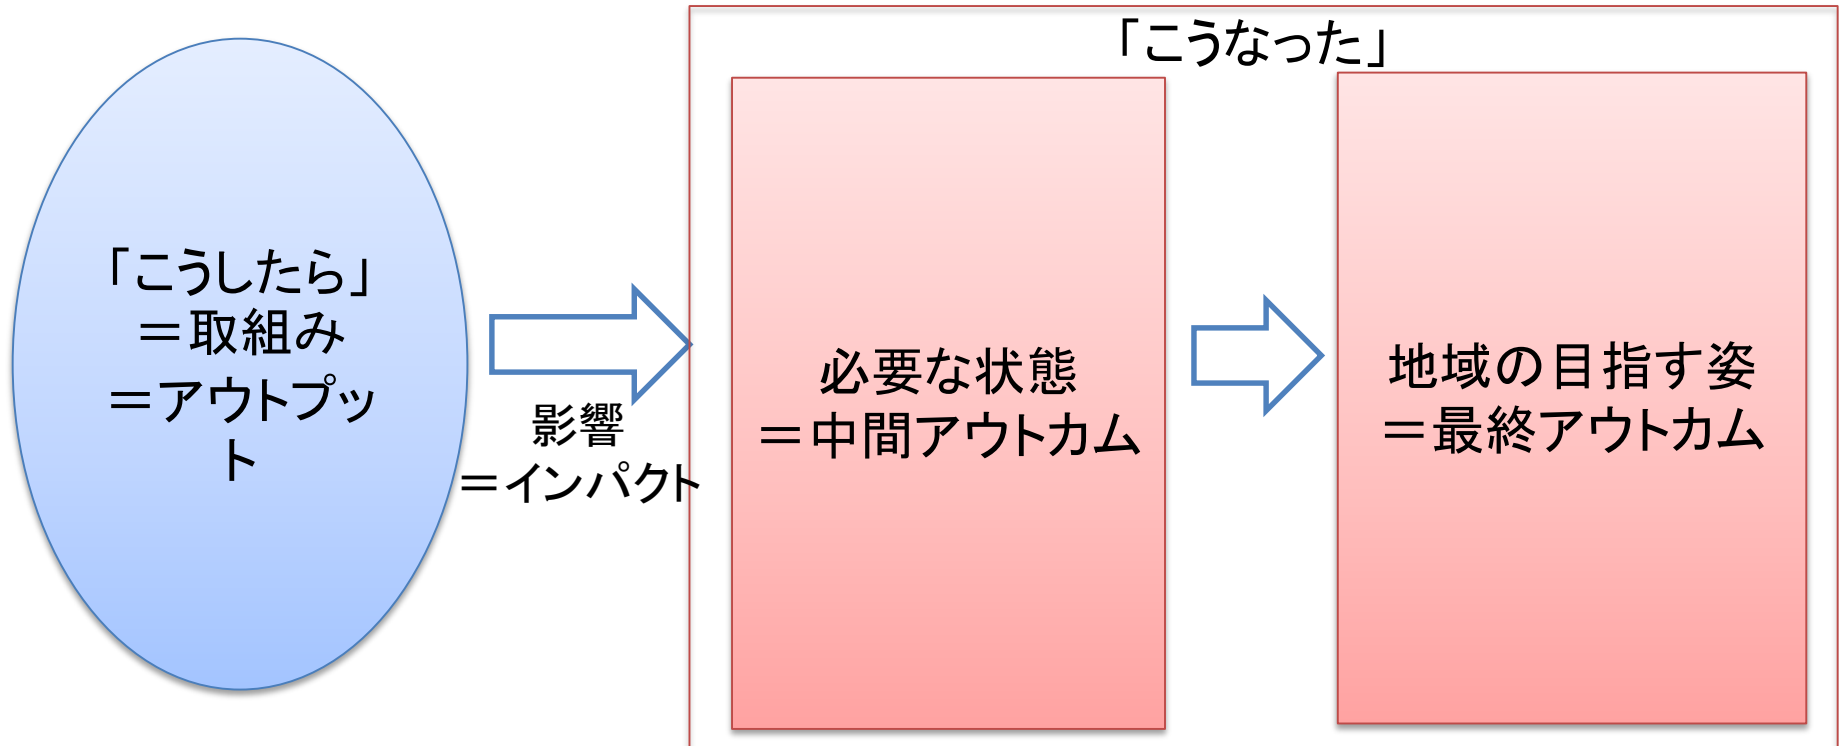 「こうなった」
「こうしたら」
＝取組み
＝アウトプッ
ト
影響
＝インパクト
必要な状態
＝中間アウトカム
地域の目指す姿
＝最終アウトカム